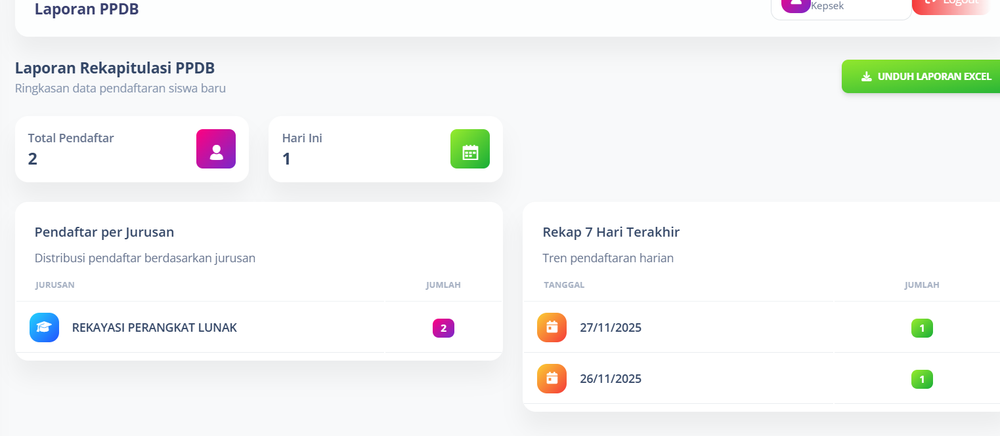 Laporan PPDB
Kepsek
Logout
Laporan Rekapitulasi PPDB
Ringkasan data pendaftaran siswa baru
UNDUH LAPORAN EXCEL
Total Pendaftar
2
Hari Ini
1
Pendaftar per Jurusan
Distribusi pendaftar berdasarkan jurusan
JURUSAN JUMLAH
REKAYASI PERANGKAT LUNAK 2
Rekap 7 Hari Terakhir
Tren pendaftaran harian
TANGGAL JUMLAH
27/11/2025 1
26/11/2025 1